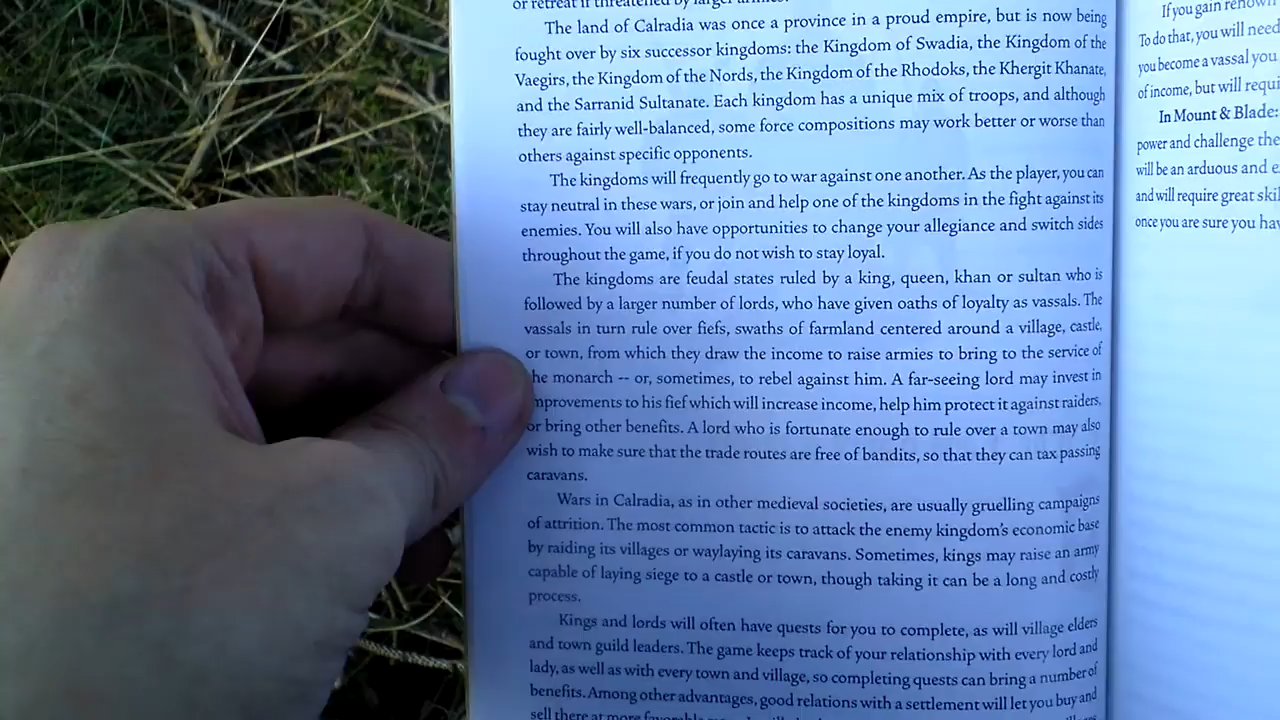 or retreat if threatened by larger armies.
The land of Calradia was once a province in a proud empire, but is now being
fought over by six successor kingdoms: the Kingdom of Swadia, the Kingdom of the
Vaegirs, the Kingdom of the Nords, the Kingdom of the Rhodoks, the Khergit Khanate,
and the Sarranid Sultanate. Each kingdom has a unique mix of troops, and although
they are fairly well-balanced, some force compositions may work better or worse than
others against specific opponents.
The kingdoms will frequently go to war against one another. As the player, you can
stay neutral in these wars, or join and help one of the kingdoms in the fight against its
enemies. You will also have opportunities to change your allegiance and switch sides
throughout the game, if you do not wish to stay loyal.
The kingdoms are feudal states ruled by a king, queen, khan or sultan who is
followed by a larger number of lords, who have given oaths of loyalty as vassals. The
vassals in turn rule over fiefs, swaths of farmland centered around a village, castle,
or town, from which they draw the income to raise armies to bring to the service of
the monarch -- or, sometimes, to rebel against him. A far-seeing lord may invest in
improvements to his fief which will increase income, help him protect it against raiders,
or bring other benefits. A lord who is fortunate enough to rule over a town may also
wish to make sure that the trade routes are free of bandits, so that they can tax passing
caravans.
Wars in Calradia, as in other medieval societies, are usually gruelling campaigns
of attrition. The most common tactic is to attack the enemy kingdom's economic base
by raiding its villages or waylaying its caravans. Sometimes, kings may raise an army
capable of laying siege to a castle or town, though taking it can be a long and costly
process.
Kings and lords will often have quests for you to complete, as will village elders
and town guild leaders. The game keeps track of your relationship with every lord and
lady, as well as with every town and village, so completing quests can bring a number of
benefits. Among other advantages, good relations with a settlement will let you buy and
sell there at more
If you gain renown
To do that, you will need
you become a vassal you
of income, but will requi
In Mount & Blade:
power and challenge the
will be an arduous and e
and will require great skil
once you are sure you hav